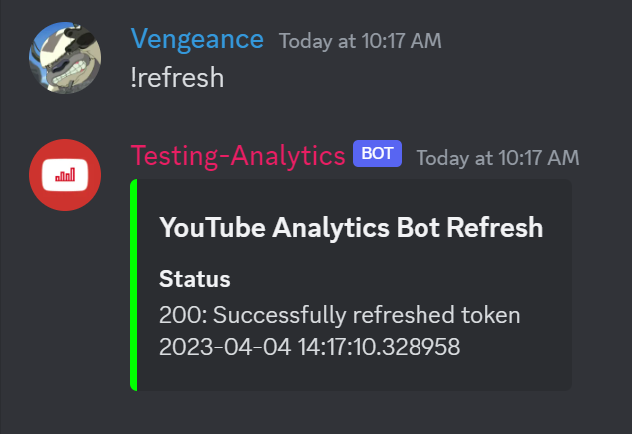 Vengeance Today at 10:17 AM
!refresh
Testing-Analytics BOT Today at 10:17 AM
YouTube Analytics Bot Refresh
Status
200: Successfully refreshed token
2023-04-04 14:17:10.328958